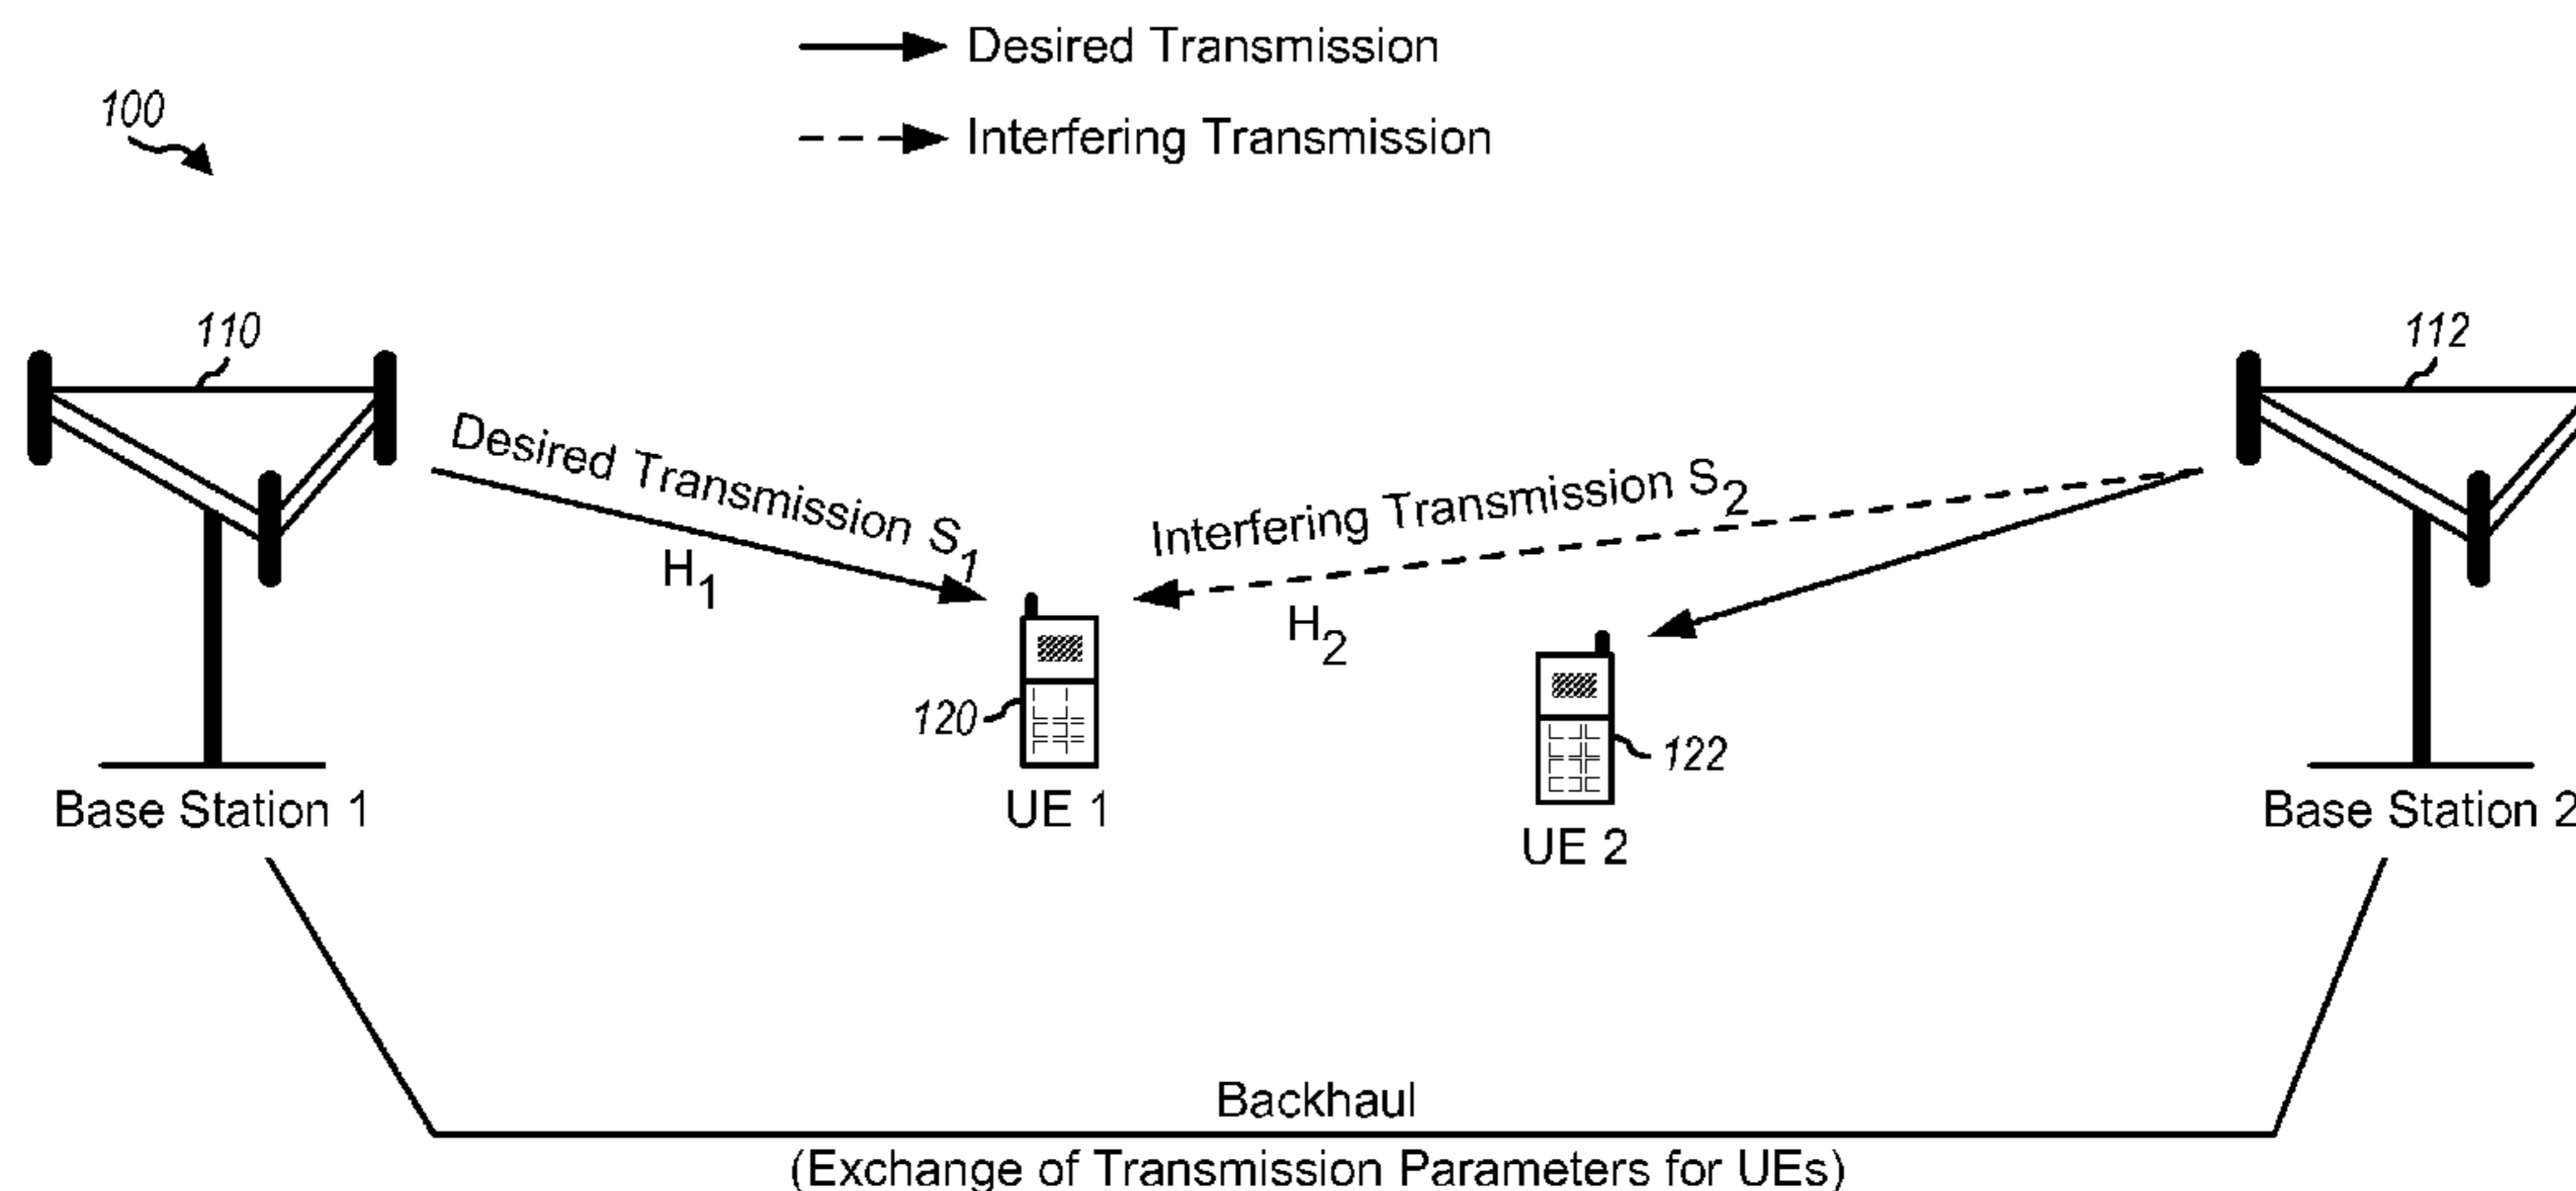 Desired Transmission
100
Interfering Transmission
110
112
Desired Transmission S1
Interfering Transmission S2
H1
H2
120
122
Base Station 1
UE 1
Base Station 2
UE 2
Backhaul
(Exchange of Transmission Parameters for UEs)